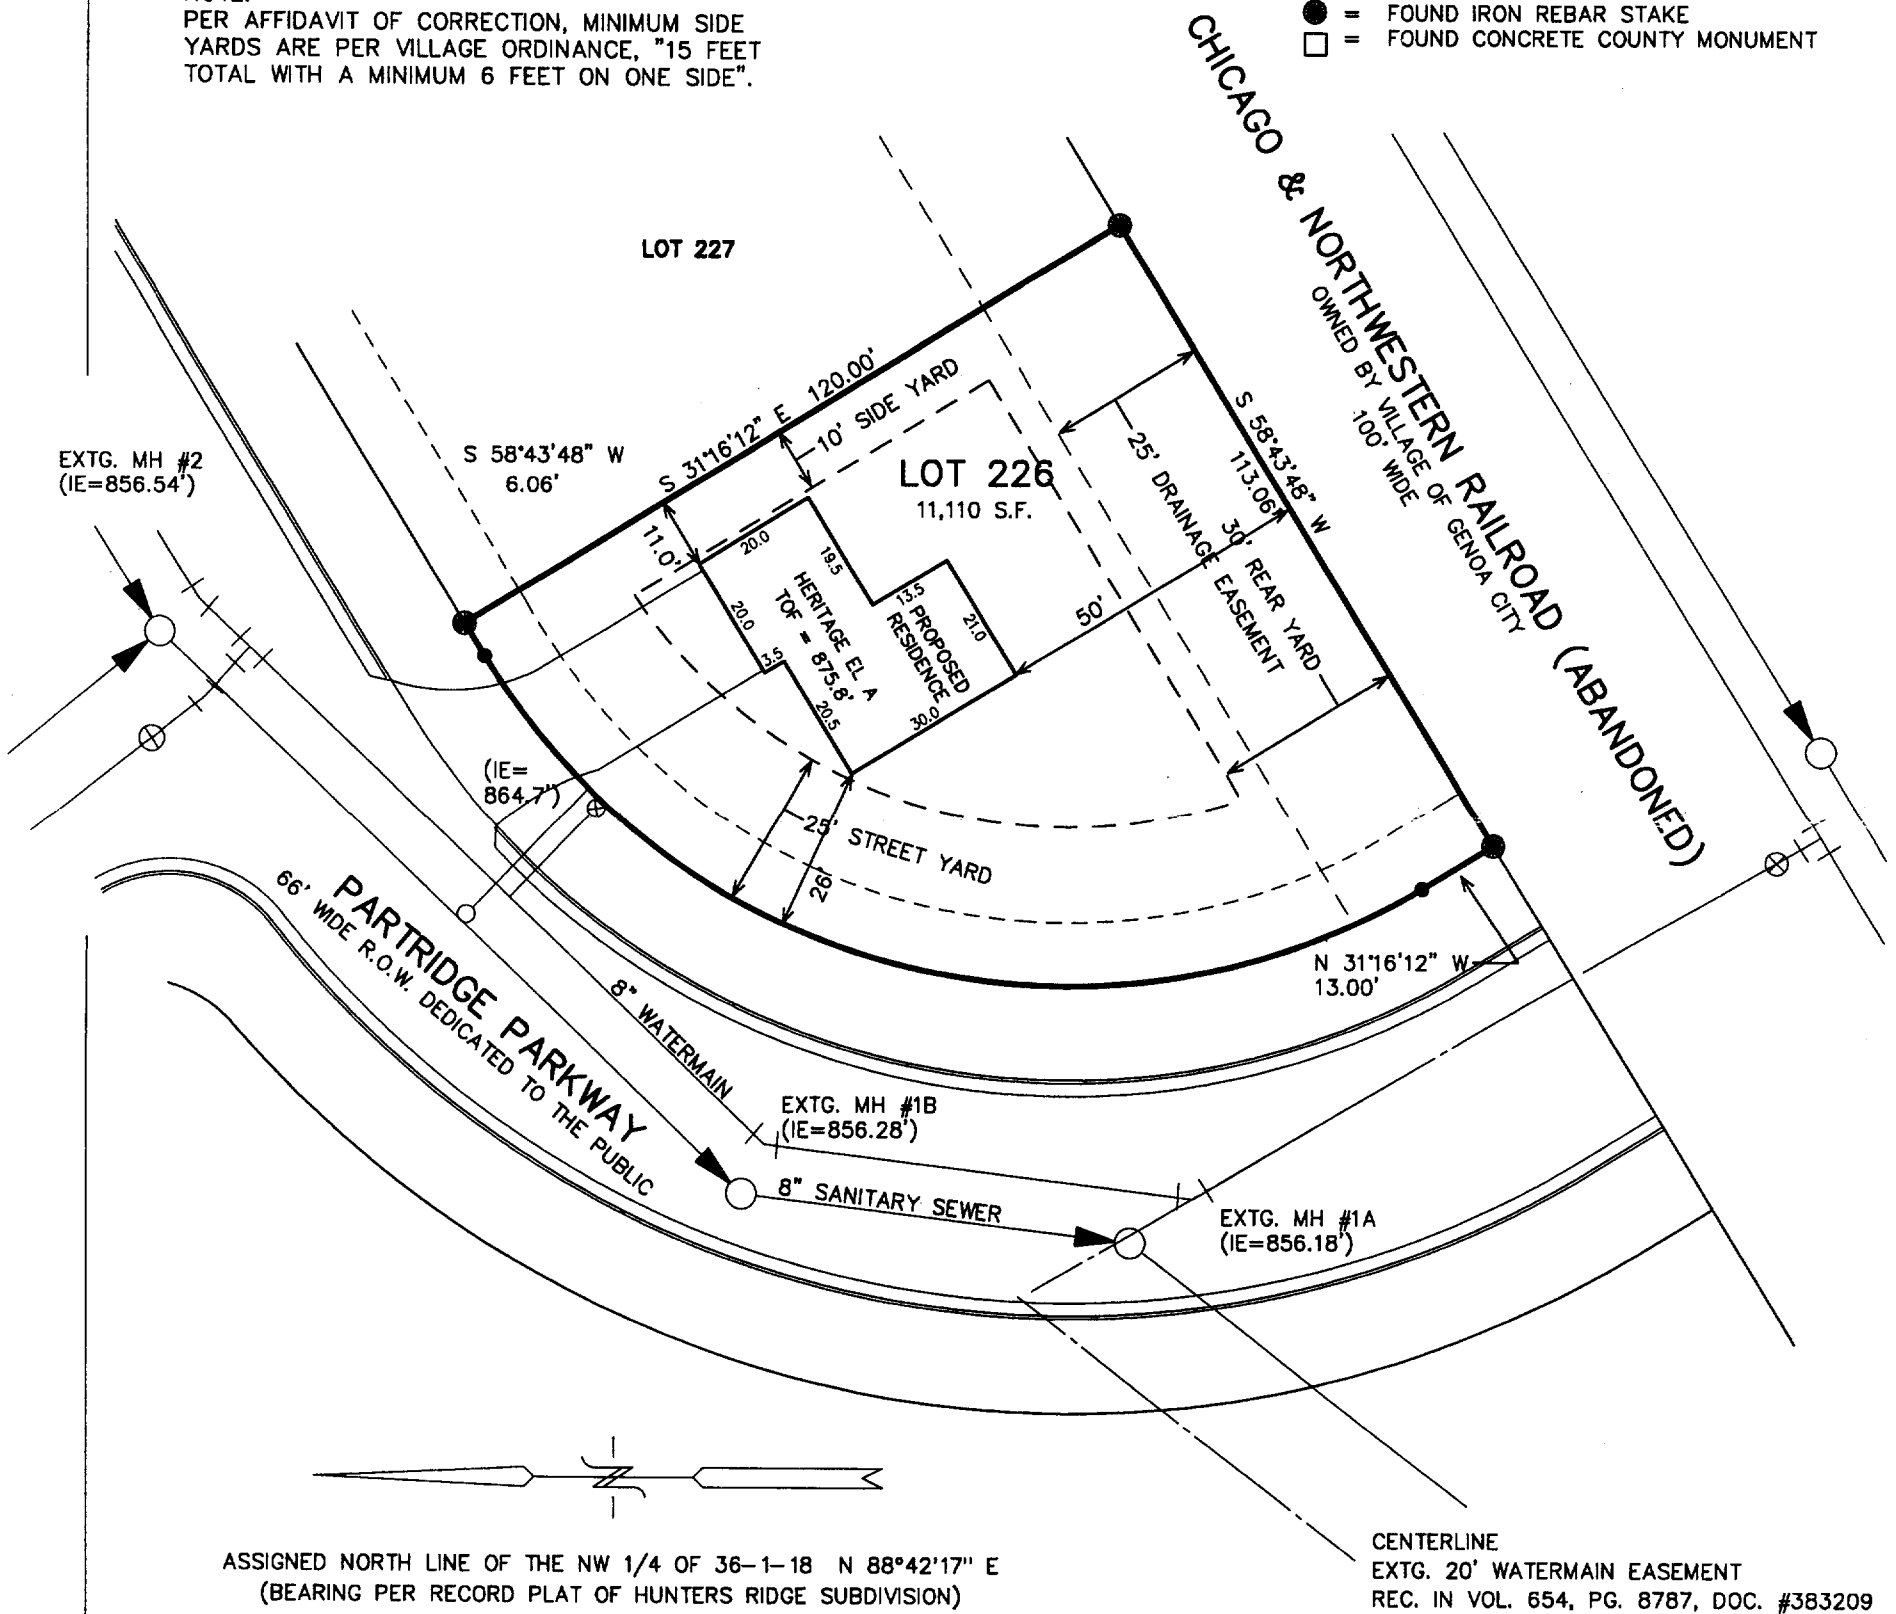 PER AFFIDAVIT OF CORRECTION, MINIMUM SIDE
YARDS ARE PER VILLAGE ORDINANCE, "15 FEET
TOTAL WITH A MINIMUM 6 FEET ON ONE SIDE".
= FOUND IRON REBAR STAKE
= FOUND CONCRETE COUNTY MONUMENT
CHICAGO & NORTHWESTERN RAILROAD (ABANDONED)
OWNED BY VILLAGE OF GENOA CITY
100' WIDE
LOT 227
S 31°16'12" E 120.00'
10' SIDE YARD
S 58°43'48" W
6.06'
EXTG. MH #2
(IE=856.54')
LOT 226
11,110 S.F.
S 58°43'48" W
113.06'
25' DRAINAGE EASEMENT
30' REAR YARD
50'
11.0'
20.0
19.5
13.5
21.0
20.0
3.5
20.5
30.0
HERITAGE EL A
TOF = 875.8'
PROPOSED
RESIDENCE
(IE=
864.7')
25' STREET YARD
26'
N 31°16'12" W
13.00'
PARTRIDGE PARKWAY
66' WIDE R.O.W. DEDICATED TO THE PUBLIC
8" WATERMAIN
EXTG. MH #1B
(IE=856.28')
8" SANITARY SEWER
EXTG. MH #1A
(IE=856.18')
ASSIGNED NORTH LINE OF THE NW 1/4 OF 36-1-18 N 88°42'17" E
(BEARING PER RECORD PLAT OF HUNTERS RIDGE SUBDIVISION)
CENTERLINE
EXTG. 20' WATERMAIN EASEMENT
REC. IN VOL. 654, PG. 8787, DOC. #383209